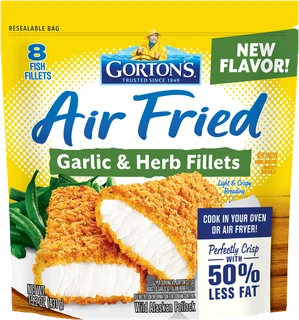 RESEALABLE BAG
8
FISH
FILLETS
GORTON'S
TRUSTED SINCE 1849
NEW
FLAVOR!
Air Fried
Garlic & Herb Fillets
Light & Crispy
Breading
COOK IN YOUR OVEN
OR AIR FRYER!
Perfectly Crisp
WITH
50%
LESS FAT
Wild Alaskan Pollock